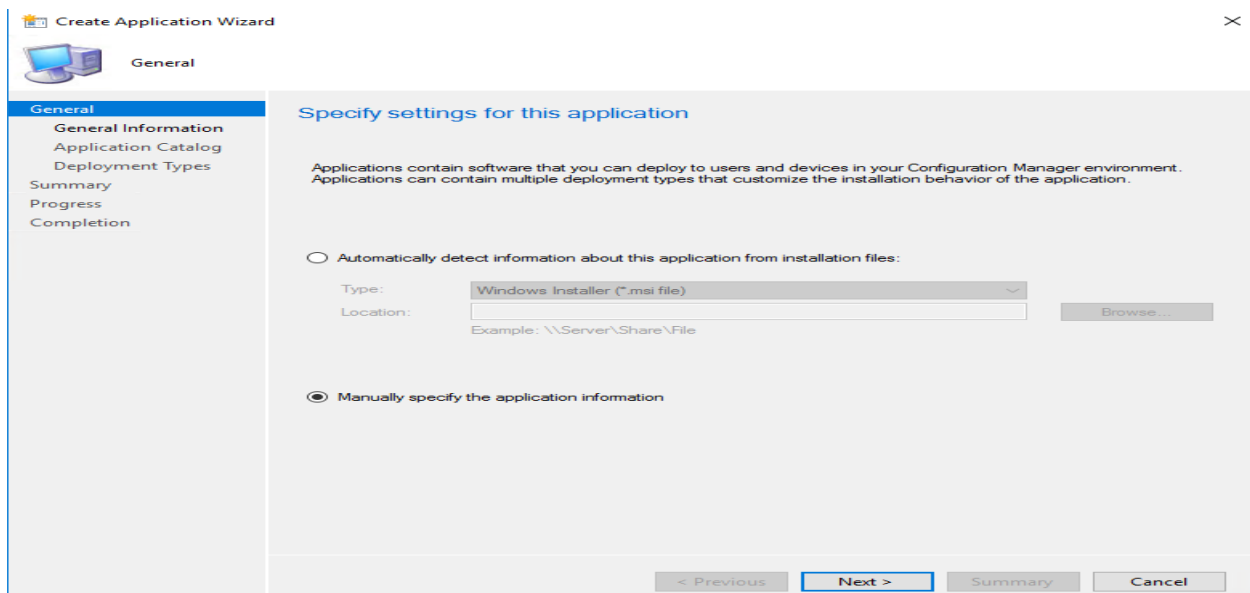 Create Application Wizard
General
General
General Information
Application Catalog
Deployment Types
Summary
Progress
Completion
Specify settings for this application
Applications contain software that you can deploy to users and devices in your Configuration Manager environment.
Applications can contain multiple deployment types that customize the installation behavior of the application.
Automatically detect information about this application from installation files:
Type:
Windows Installer (*.msi file)
Location:
Browse...
Example: \\Server\Share\File
Manually specify the application information
< Previous
Next >
Summary
Cancel